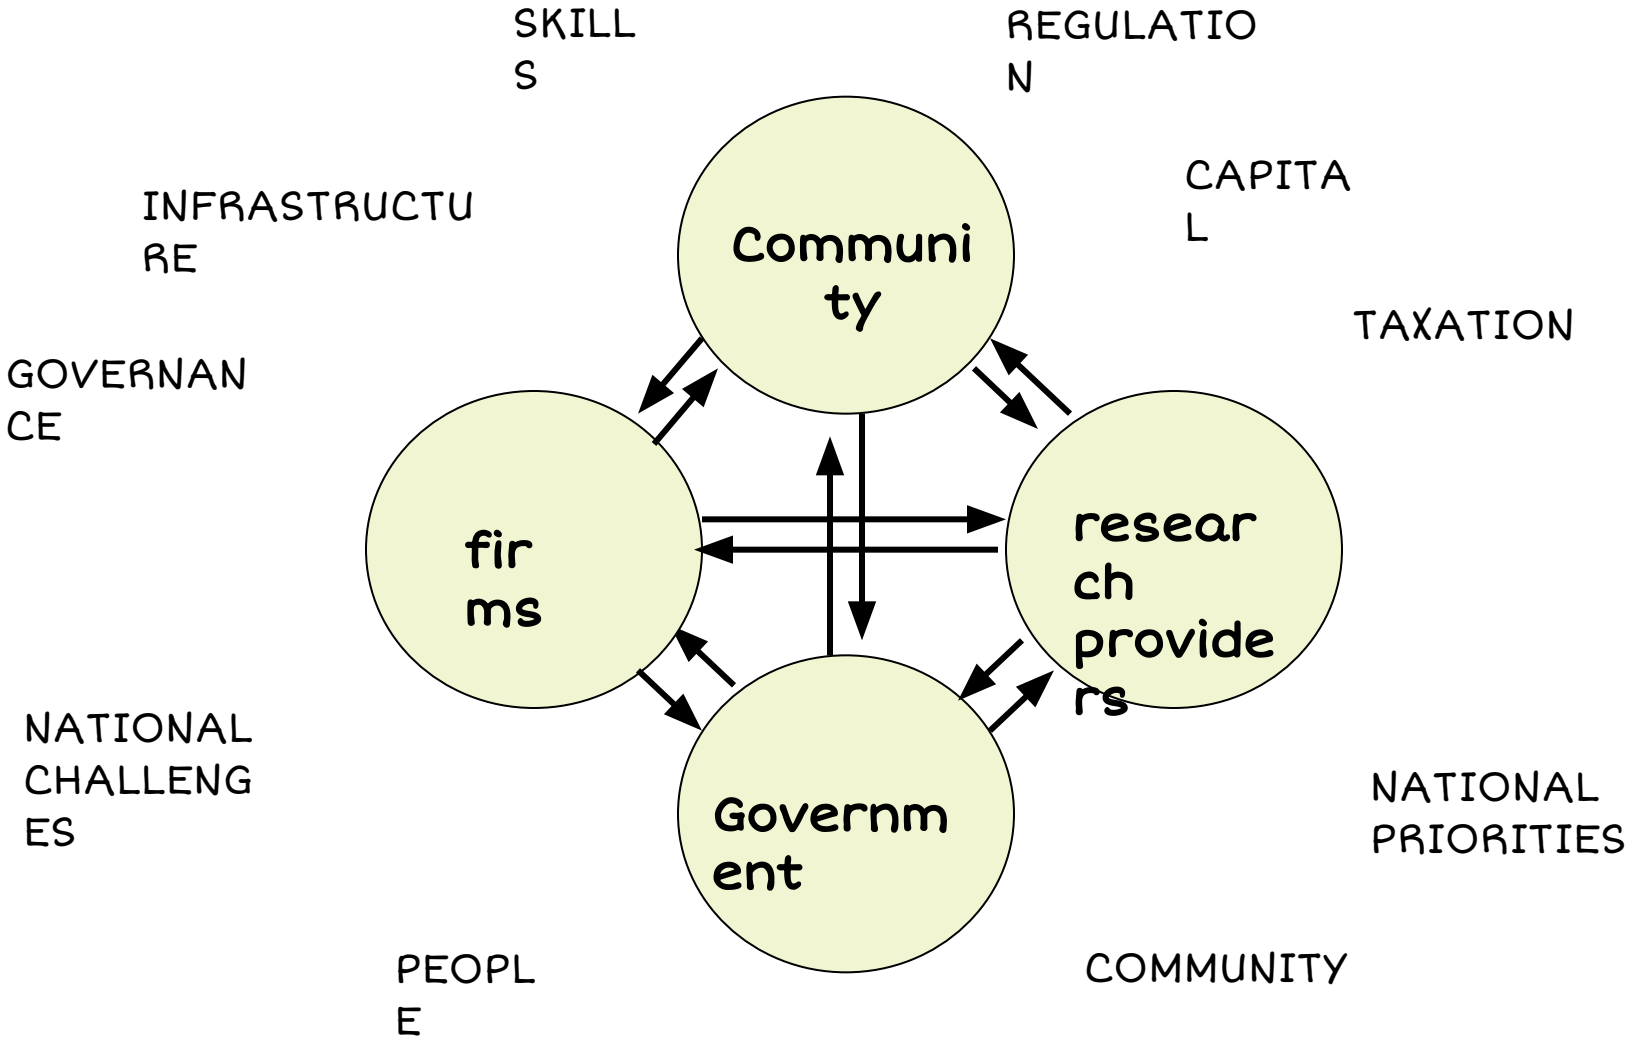 SKILL
S
REGULATIO
N
CAPITA
L
INFRASTRUCTU
RE
Communi
ty
TAXATION
GOVERNAN
CE
fir
ms
resear
ch
provide
rs
NATIONAL
CHALLENG
ES
NATIONAL
PRIORITIES
Governm
ent
PEOPL
E
COMMUNITY